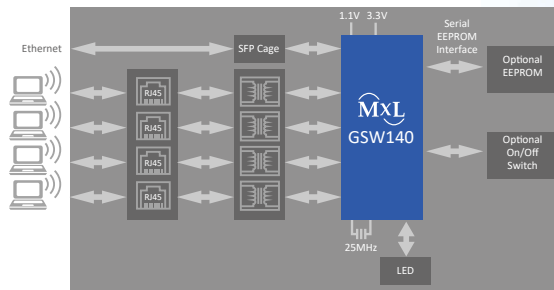 1.1V 3.3V
Serial
EEPROM
Interface
Ethernet
SFP Cage
Optional
EEPROM
RJ45
RJ45
RJ45
RJ45
MxL
GSW140
Optional
On/Off
Switch
25MHz
LED